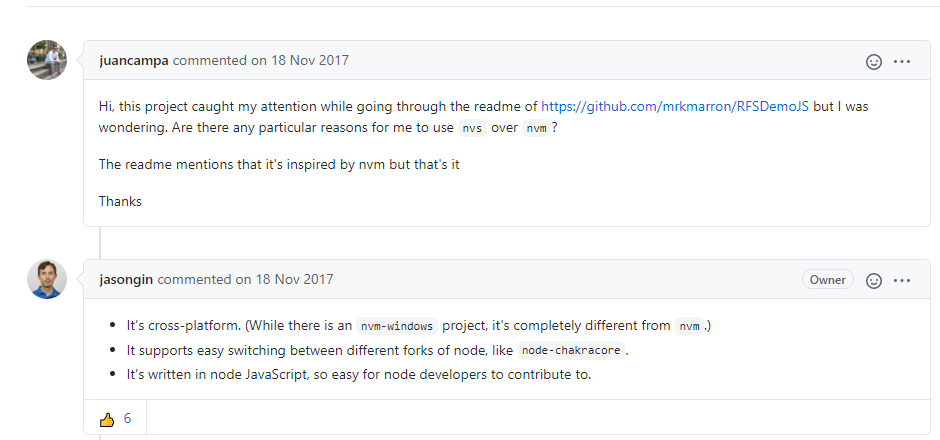 juancampa commented on 18 Nov 2017
Hi, this project caught my attention while going through the readme of https://github.com/mrkmarron/RFSDemoJS but I was
wondering. Are there any particular reasons for me to use nvs over nvm?
The readme mentions that it's inspired by nvm but that's it
Thanks
jasongin commented on 18 Nov 2017 Owner
It's cross-platform. (While there is an nvm-windows project, it's completely different from nvm.)
It supports easy switching between different forks of node, like node-chakracore.
It's written in node JavaScript, so easy for node developers to contribute to.
6